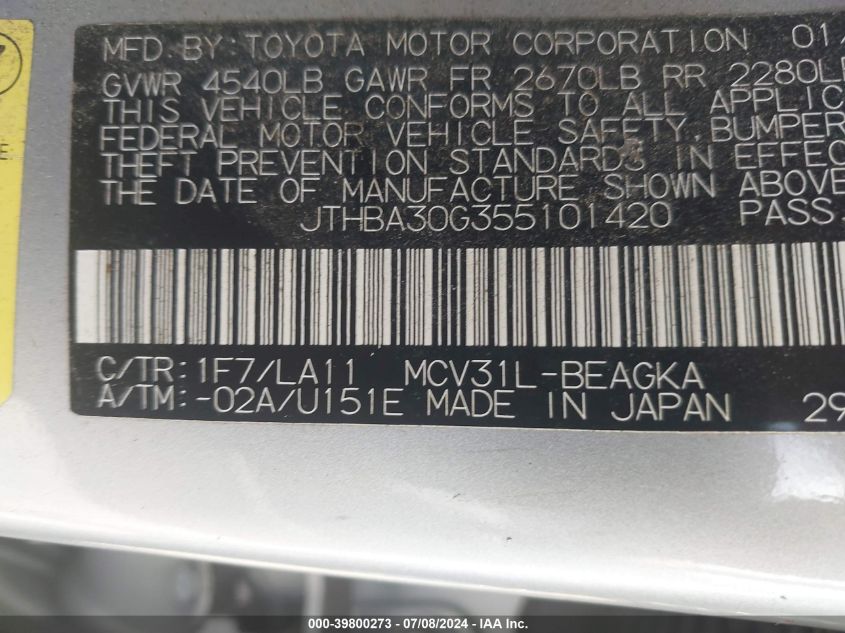 MFD. BY: TOYOTA MOTOR CORPORATION 01
GVWR 4540LB GAWR FR 2670LB RR 2280L
THIS VEHICLE CONFORMS TO ALL APPLIC
FEDERAL MOTOR VEHICLE SAFETY, BUMPER
THEFT PREVENTION STANDARDS IN EFFEC
THE DATE OF MANUFACTURE SHOWN ABOVE
JTHBA30G355101420 PASS.
C/TR: 1F7/LA11 MCV31L-BEAGKA
A/TM:-02A/U151E MADE IN JAPAN 29
000-39800273 - 07/08/2024 - IAA Inc.